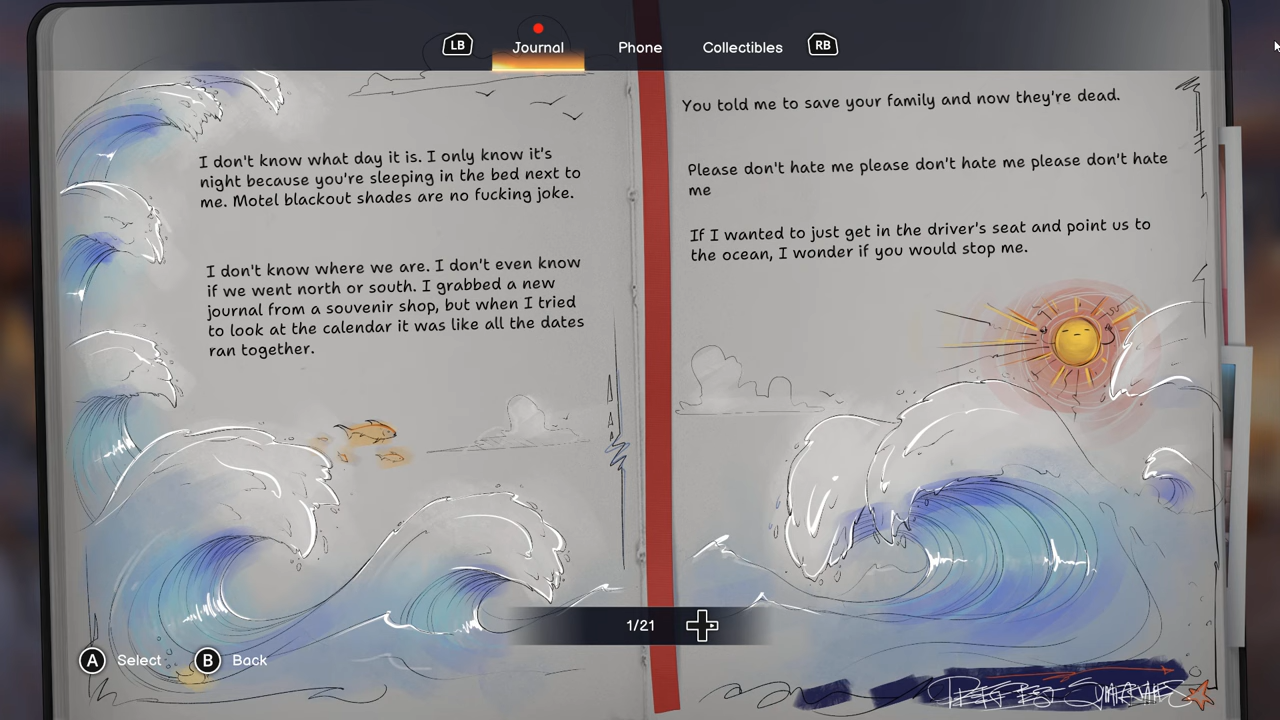 LB
Journal
Phone
Collectibles
RB
I don't know what day it is. I only know it's
night because you're sleeping in the bed next to
me. Motel blackout shades are no fucking joke.
I don't know where we are. I don't even know
if we went north or south. I grabbed a new
journal from a souvenir shop, but when I tried
to look at the calendar it was like all the dates
ran together.
You told me to save your family and now they're dead.
Please don't hate me please don't hate me please don't hate
me
If I wanted to just get in the driver's seat and point us to
the ocean, I wonder if you would stop me.
1/21
A Select
B Back